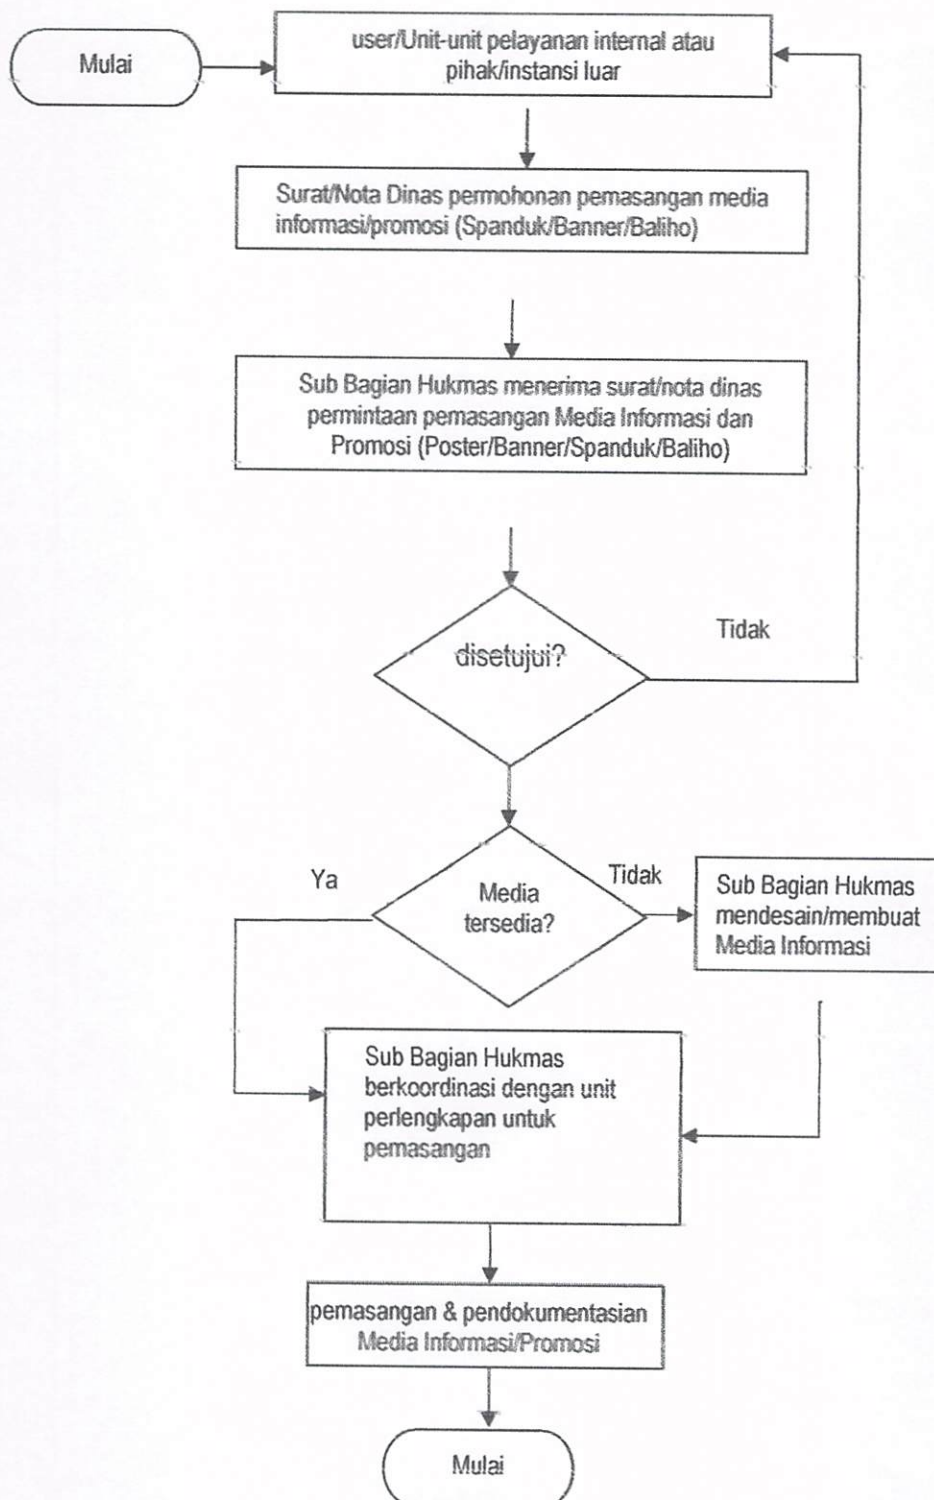 Mulai
user/Unit-unit pelayanan internal atau
pihak/instansi luar
Surat/Nota Dinas permohonan pemasangan media
informasi/promosi (Spanduk/Banner/Baliho)
Sub Bagian Hukmas menerima surat/nota dinas
permintaan pemasangan Media Informasi dan
Promosi (Poster/Banner/Spanduk/Baliho)
disetujui?
Tidak
Ya
Media
tersedia?
Tidak
Sub Bagian Hukmas
mendesain/membuat
Media Informasi
Sub Bagian Hukmas
berkoordinasi dengan unit
perlengkapan untuk
pemasangan
pemasangan & pendokumentasian
Media Informasi/Promosi
Mulai